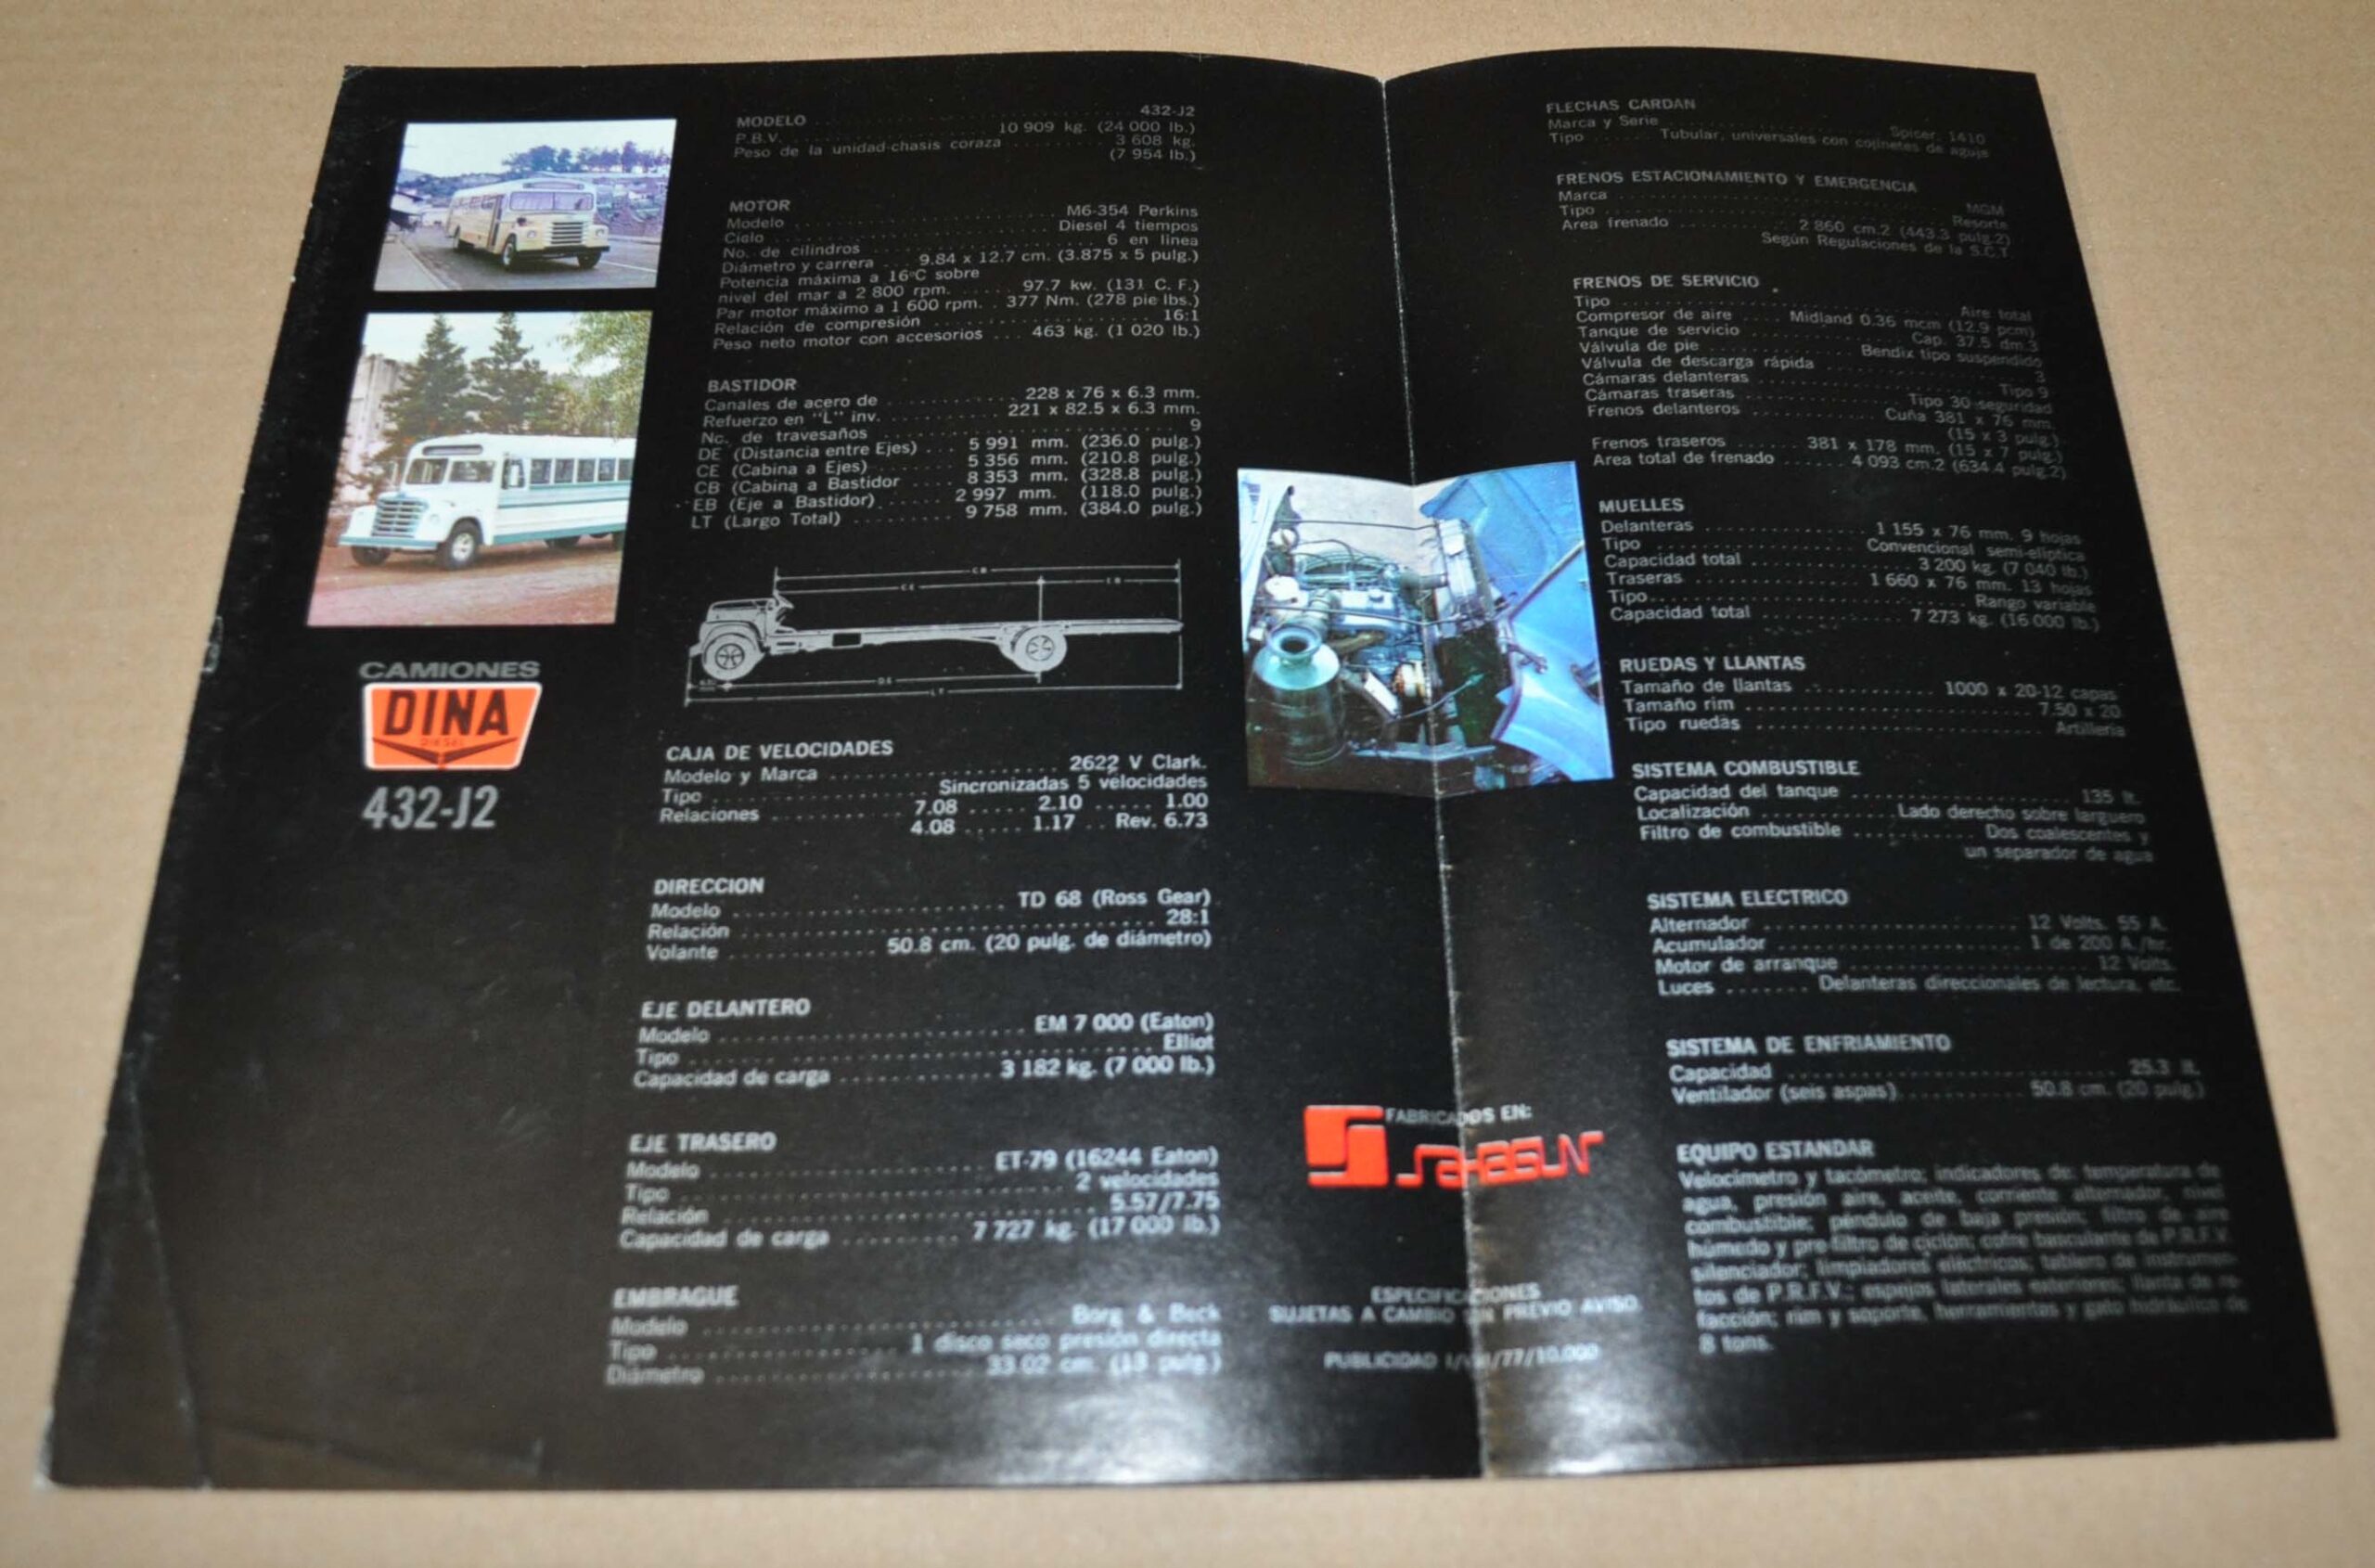 CAMIONES
DINA
DIESEL
432-J2
MODELO ........ 432-J2
P.B.V. ........ 10 909 kg. (24 000 lb.)
Peso de la unidad-chasis coraza ........ 3 608 kg.
(7 954 lb.)
MOTOR
Modelo ........ M6-354 Perkins
Ciclo ........ Diesel 4 tiempos
No. de cilindros ........ 6 en línea
Diámetro y carrera ... 9.84 x 12.7 cm. (3.875 x 5 pulg.)
Potencia máxima a 16°C sobre
nivel del mar a 2 800 rpm. ........ 97.7 kw. (131 C. F.)
Par motor máximo a 1 600 rpm. .. 377 Nm. (278 pie lbs.)
Relación de compresión ........ 16:1
Peso neto motor con accesorios ... 463 kg. (1 020 lb.)
BASTIDOR
Canales de acero de ........ 228 x 76 x 6.3 mm.
Refuerzo en "L" inv. ........ 221 x 82.5 x 6.3 mm.
No. de travesaños ........ 9
DE (Distancia entre Ejes) ... 5 991 mm. (236.0 pulg.)
CE (Cabina a Ejes) ........ 5 356 mm. (210.8 pulg.)
CB (Cabina a Bastidor ..... 8 353 mm. (328.8 pulg.)
EB (Eje a Bastidor) ........ 2 997 mm. (118.0 pulg.)
LT (Largo Total) ........ 9 758 mm. (384.0 pulg.)
CB
CE
EB
DE
LT
CAJA DE VELOCIDADES
Modelo y Marca ........ 2622 V Clark.
Tipo ........ Sincronizadas 5 velocidades
Relaciones ........ 7.08 ..... 2.10 ..... 1.00
4.08 ..... 1.17 .. Rev. 6.73
DIRECCION
Modelo ........ TD 68 (Ross Gear)
Relación ........ 28:1
Volante ........ 50.8 cm. (20 pulg. de diámetro)
EJE DELANTERO
Modelo ........ EM 7 000 (Eaton)
Tipo ........ Elliot
Capacidad de carga ........ 3 182 kg. (7 000 lb.)
EJE TRASERO
Modelo ........ ET-79 (16244 Eaton)
Tipo ........ 2 velocidades
Relación ........ 5.57/7.75
Capacidad de carga ........ 7 727 kg. (17 000 lb.)
EMBRAGUE
Modelo ........ Borg & Beck
Tipo ........ 1 disco seco presión directa
Diámetro ........ 33.02 cm. (13 pulg.)
FABRICADOS EN:
SAHAGUN
ESPECIFICACIONES
SUJETAS A CAMBIO SIN PREVIO AVISO.
PUBLICIDAD /77/10.000
FLECHAS CARDAN
Marca y Serie ........ Spicer, 1410
Tipo ........ Tubular, universales con cojinetes de aguja
FRENOS ESTACIONAMIENTO Y EMERGENCIA
Marca ........ MGM
Tipo ........ Resorte
Area frenado ........ 2 860 cm.2 (443.3 pulg.2)
Según Regulaciones de la S.C.T.
FRENOS DE SERVICIO
Tipo ........ Aire total
Compresor de aire .... Midland 0.36 mcm (12.9 pcm)
Tanque de servicio ........ Cap. 37.5 dm.3
Válvula de pie ........ Bendix tipo suspendido
Válvula de descarga rápida ........ 3
Cámaras delanteras ........ Tipo 9
Cámaras traseras ........ Tipo 30 seguridad
Frenos delanteros ........ Cuña 381 x 76 mm.
(15 x 3 pulg.)
Frenos traseros ........ 381 x 178 mm. (15 x 7 pulg.)
Area total de frenado ...... 4 093 cm.2 (634.4 pulg.2)
MUELLES
Delanteras ........ 1 155 x 76 mm. 9 hojas
Tipo ........ Convencional semi-elíptica
Capacidad total ........ 3 200 kg. (7 040 lb.)
Traseras ........ 1 660 x 76 mm. 13 hojas
Tipo ........ Rango variable
Capacidad total ........ 7 273 kg. (16 000 lb.)
RUEDAS Y LLANTAS
Tamaño de llantas ........ 1000 x 20-12 capas
Tamaño rim ........ 7.50 x 20
Tipo ruedas ........ Artillería
SISTEMA COMBUSTIBLE
Capacidad del tanque ........ 135 lt.
Localización ........ Lado derecho sobre larguero
Filtro de combustible ........ Dos coalescentes y
un separador de agua
SISTEMA ELECTRICO
Alternador ........ 12 Volts. 55 A.
Acumulador ........ 1 de 200 A./hr.
Motor de arranque ........ 12 Volts.
Luces ....... Delanteras direccionales de lectura, etc.
SISTEMA DE ENFRIAMIENTO
Capacidad ........ 25.3 lt.
Ventilador (seis aspas) ........ 50.8 cm. (20 pulg.)
EQUIPO ESTANDAR
Velocímetro y tacómetro; indicadores de: temperatura de
agua, presión aire, aceite, corriente alternador, nivel
combustible; péndulo de baja presión; filtro de aire
húmedo y pre-filtro de ciclón; cofre basculante de P.R.F.V.
silenciador; limpiadores eléctricos; tablero de instrumen-
tos de P.R.F.V.; espejos laterales exteriores; llanta de re-
facción; rim y soporte, herramientas y gato hidráulico de
8 tons.